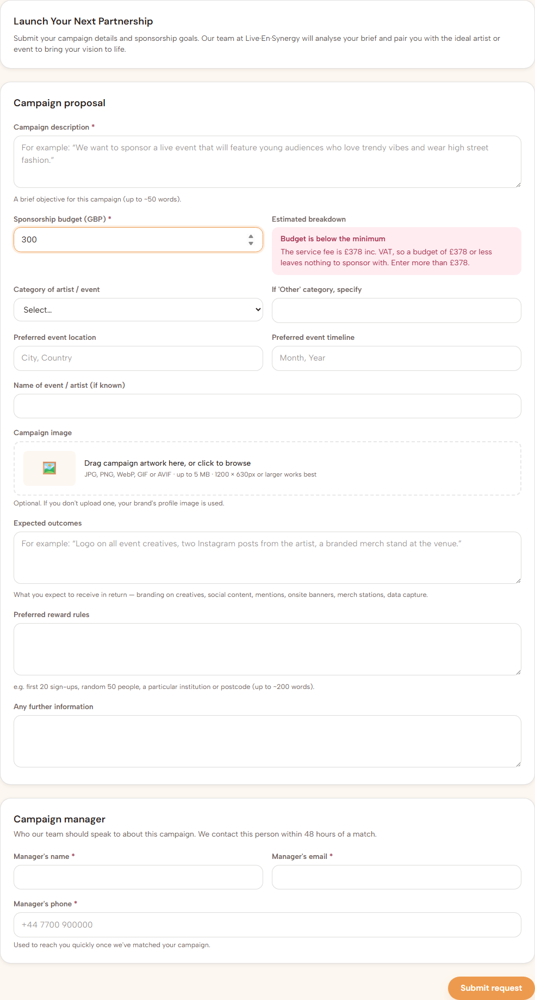 Launch Your Next Partnership
Submit your campaign details and sponsorship goals. Our team at Live·En·Synergy will analyse your brief and pair you with the ideal artist or
event to bring your vision to life.
Campaign proposal
Campaign description *
For example: “We want to sponsor a live event that will feature young audiences who love trendy vibes and wear high street
fashion.”
A brief objective for this campaign (up to ~50 words).
Sponsorship budget (GBP) *
300
Estimated breakdown
Budget is below the minimum
The service fee is £378 inc. VAT, so a budget of £378 or less
leaves nothing to sponsor with. Enter more than £378.
Category of artist / event
Select...
If 'Other' category, specify
Preferred event location
City, Country
Preferred event timeline
Month, Year
Name of event / artist (if known)
Campaign image
Drag campaign artwork here, or click to browse
JPG, PNG, WebP, GIF or AVIF · up to 5 MB · 1200 × 630px or larger works best
Optional. If you don't upload one, your brand's profile image is used.
Expected outcomes
For example: “Logo on all event creatives, two Instagram posts from the artist, a branded merch stand at the venue.”
What you expect to receive in return — branding on creatives, social content, mentions, onsite banners, merch stations, data capture.
Preferred reward rules
e.g. first 20 sign-ups, random 50 people, a particular institution or postcode (up to ~200 words).
Any further information
Campaign manager
Who our team should speak to about this campaign. We contact this person within 48 hours of a match.
Manager's name *
Manager's email *
Manager's phone *
+44 7700 900000
Used to reach you quickly once we've matched your campaign.
Submit request